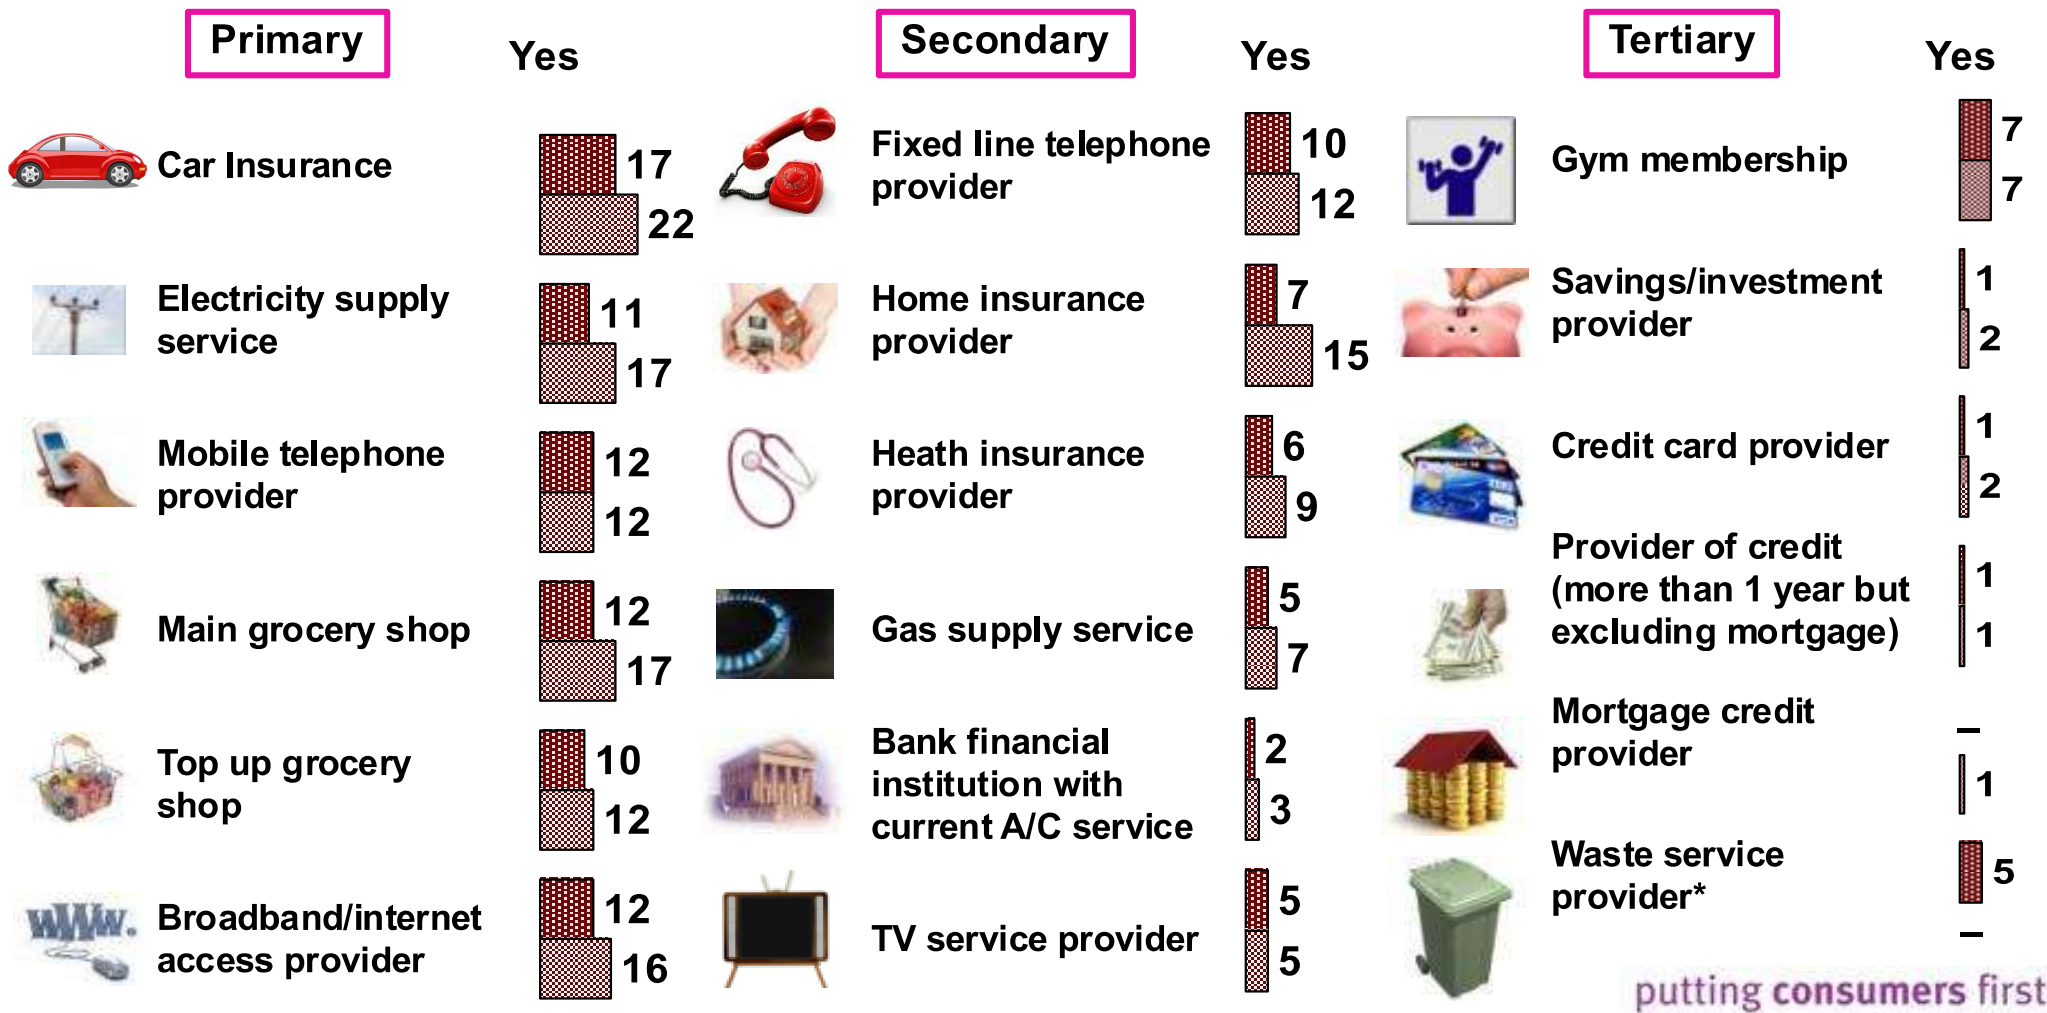 Primary
Yes
Car Insurance
17
22
Electricity supply
service
11
17
Mobile telephone
provider
12
12
Main grocery shop
12
17
Top up grocery
shop
10
12
www.
Broadband/internet
access provider
12
16
Secondary
Yes
Fixed line telephone
provider
10
12
Home insurance
provider
7
15
Heath insurance
provider
6
9
Gas supply service
5
7
Bank financial
institution with
current A/C service
2
3
TV service provider
5
5
Tertiary
Yes
Gym membership
7
7
Savings/investment
provider
1
2
Credit card provider
1
2
Provider of credit
(more than 1 year but
excluding mortgage)
1
1
Mortgage credit
provider
–
1
Waste service
provider*
5
–
putting consumers first